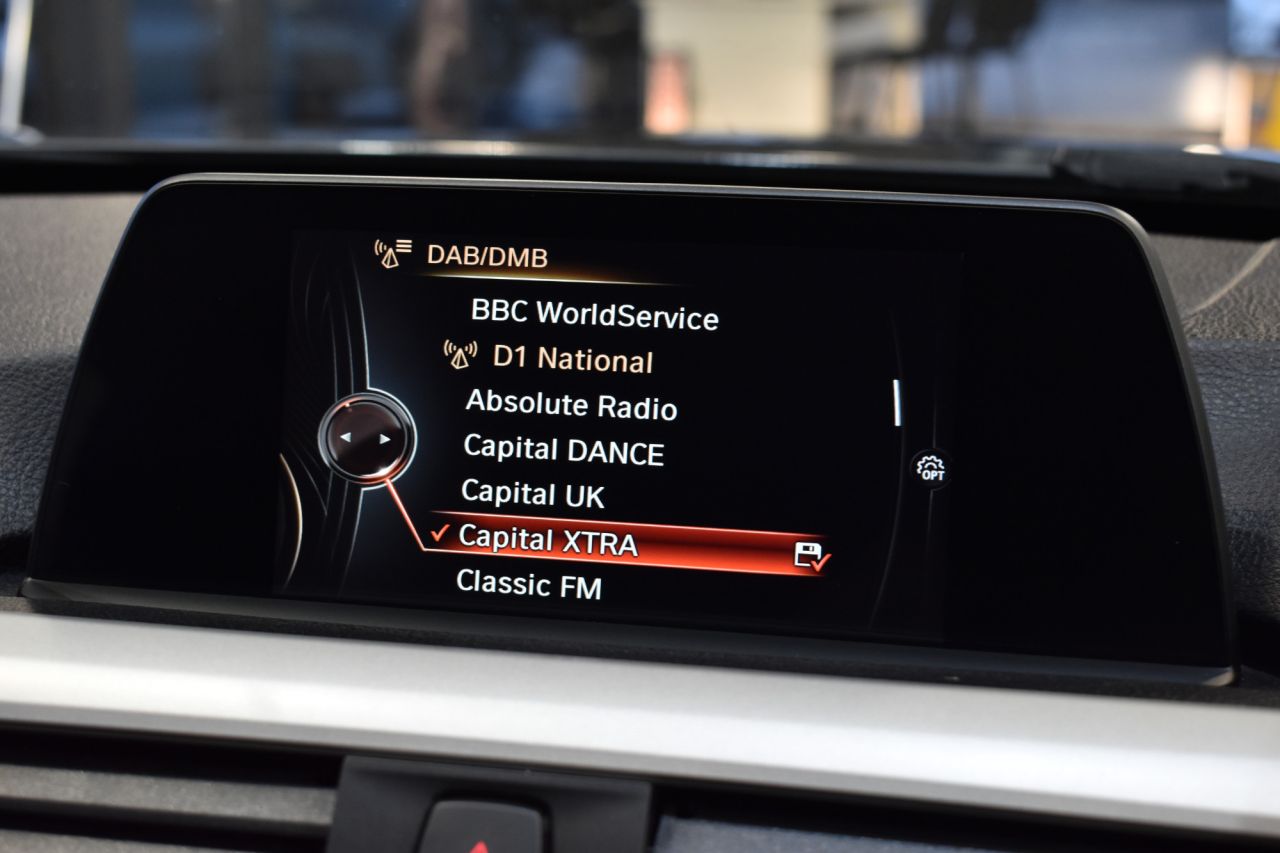 DAB/DMB
BBC WorldService
D1 National
Absolute Radio
Capital DANCE
Capital UK
Capital XTRA
Classic FM
OPT